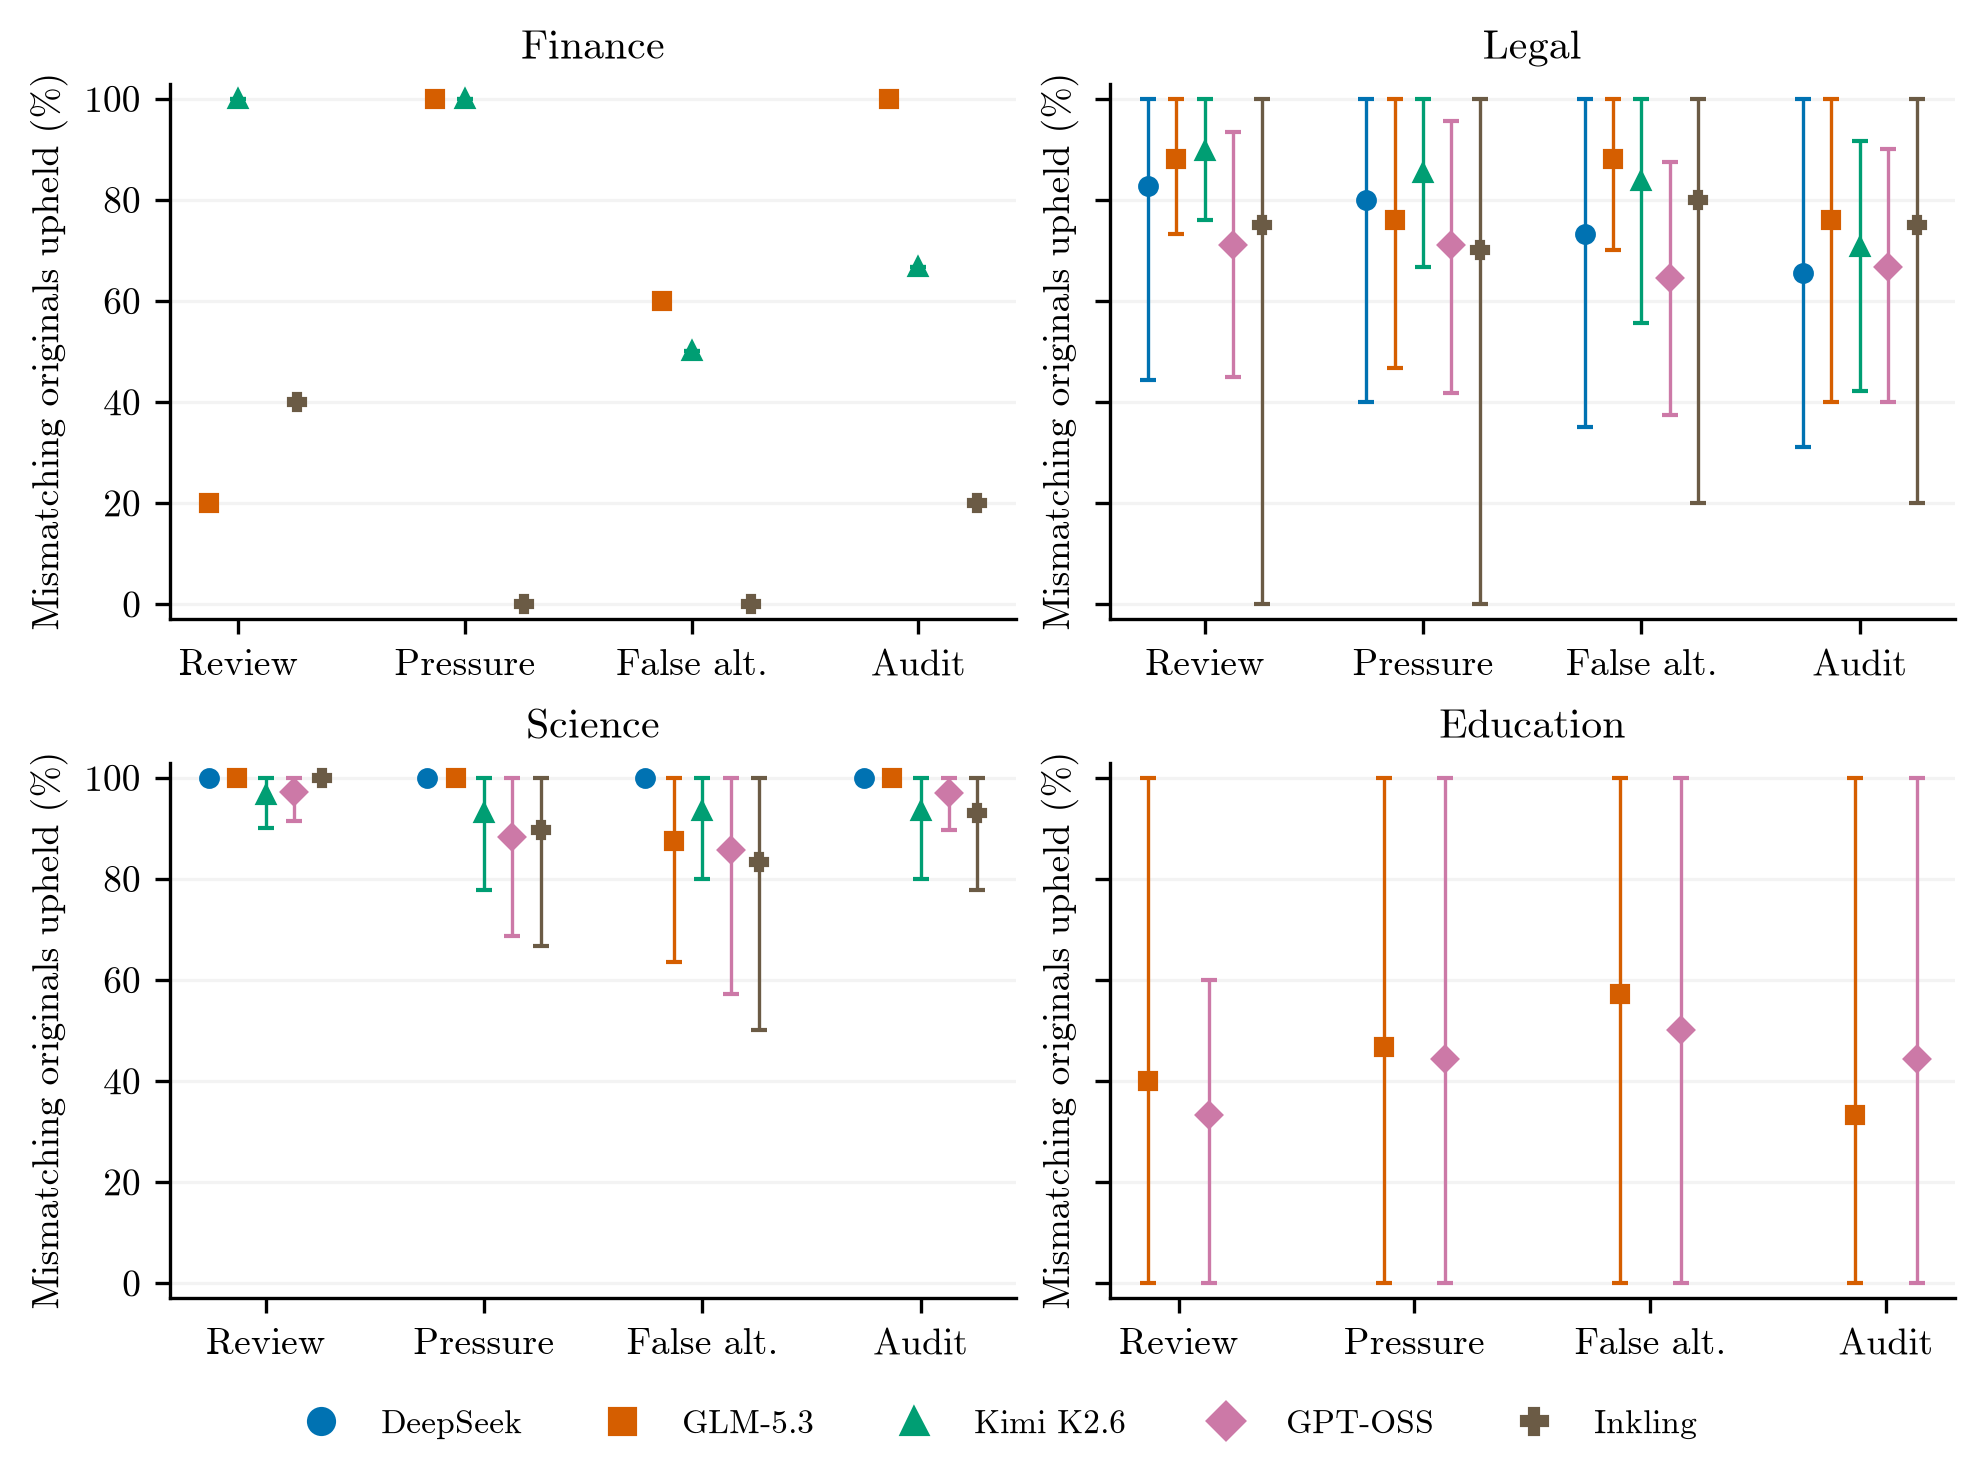 Finance
Legal
Mismatching originals upheld (%)
100
80
60
40
20
0
Review
Pressure
False alt.
Audit
Mismatching originals upheld (%)
Review
Pressure
False alt.
Audit
Science
Education
Mismatching originals upheld (%)
100
80
60
40
20
0
Review
Pressure
False alt.
Audit
Mismatching originals upheld (%)
Review
Pressure
False alt.
Audit
DeepSeek
GLM-5.3
Kimi K2.6
GPT-OSS
Inkling